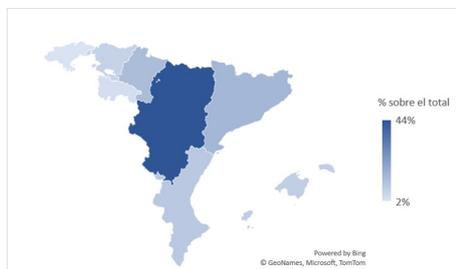 % sobre el total
44%
2%
Powered by Bing
© GeoNames, Microsoft, TomTom